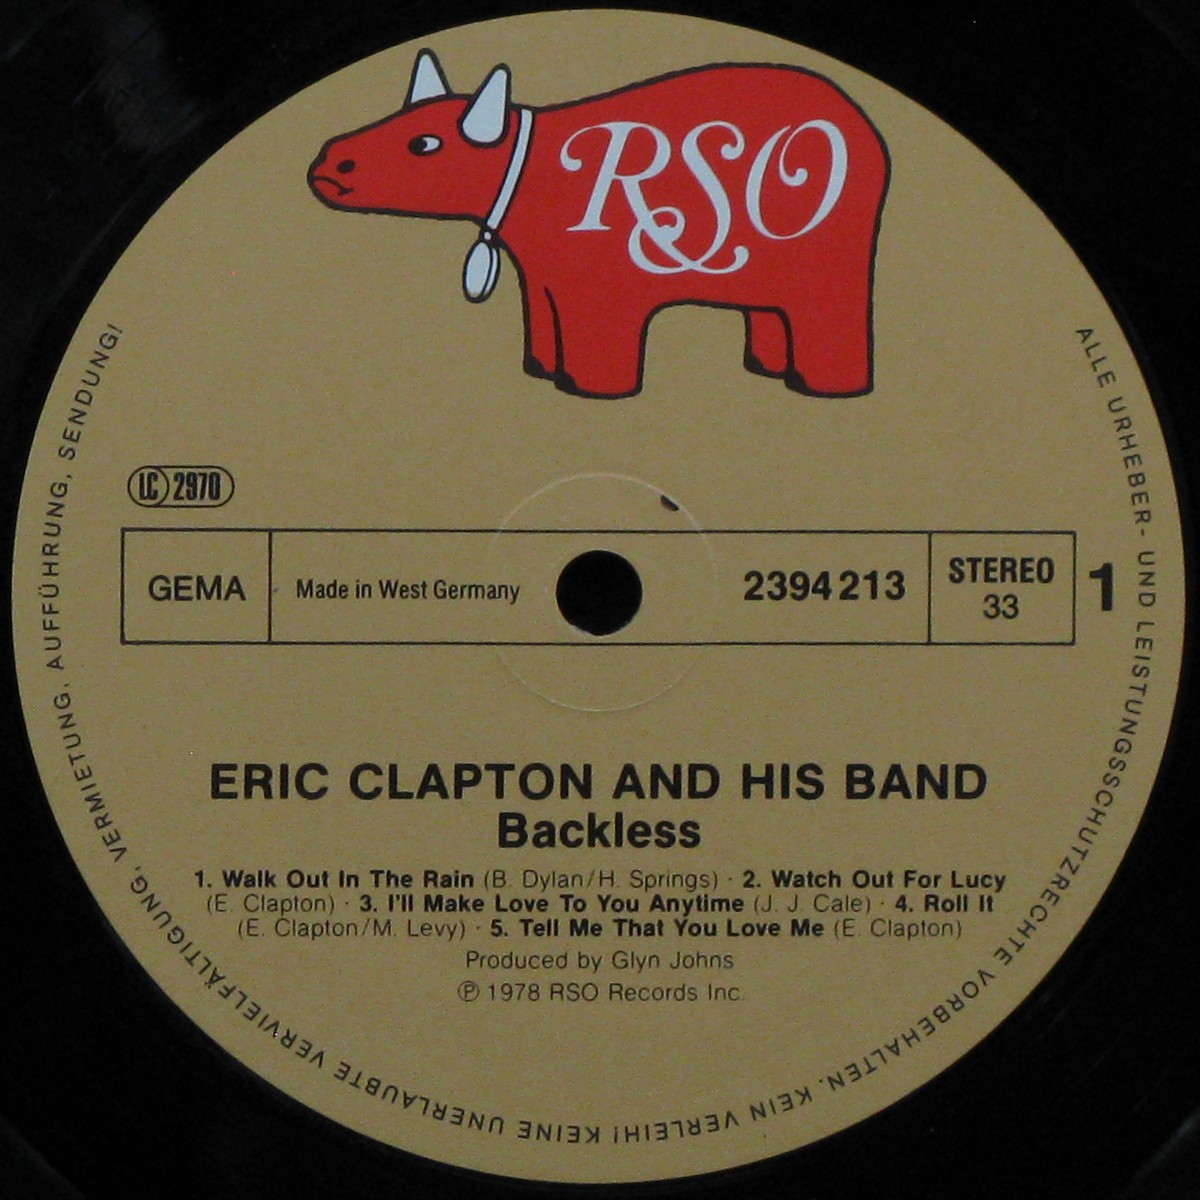 RSO
LC 2970
GEMA
Made in West Germany
2394 213
STEREO
33
1
ERIC CLAPTON AND HIS BAND
Backless
1. Walk Out In The Rain (B. Dylan/H. Springs) · 2. Watch Out For Lucy
(E. Clapton) · 3. I'll Make Love To You Anytime (J. J. Cale) · 4. Roll It
(E. Clapton/M. Levy) · 5. Tell Me That You Love Me (E. Clapton)
Produced by Glyn Johns
℗ 1978 RSO Records Inc.
ALLE URHEBER- UND LEISTUNGSSCHUTZRECHTE VORBEHALTEN. KEIN VERLEIH! KEINE UNERLAUBTE VERVIELFÄLTIGUNG, VERMIETUNG, AUFFÜHRUNG, SENDUNG!